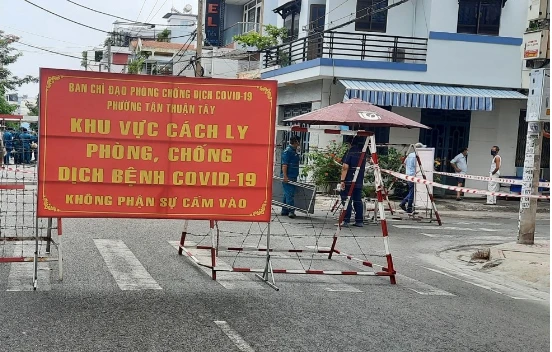 BAN CHỈ ĐẠO PHÒNG CHỐNG DỊCH COVID-19
PHƯỜNG TÂN THUẬN TÂY
KHU VỰC CÁCH LY
PHÒNG, CHỐNG
DỊCH BỆNH COVID-19
KHÔNG PHẬN SỰ CẤM VÀO